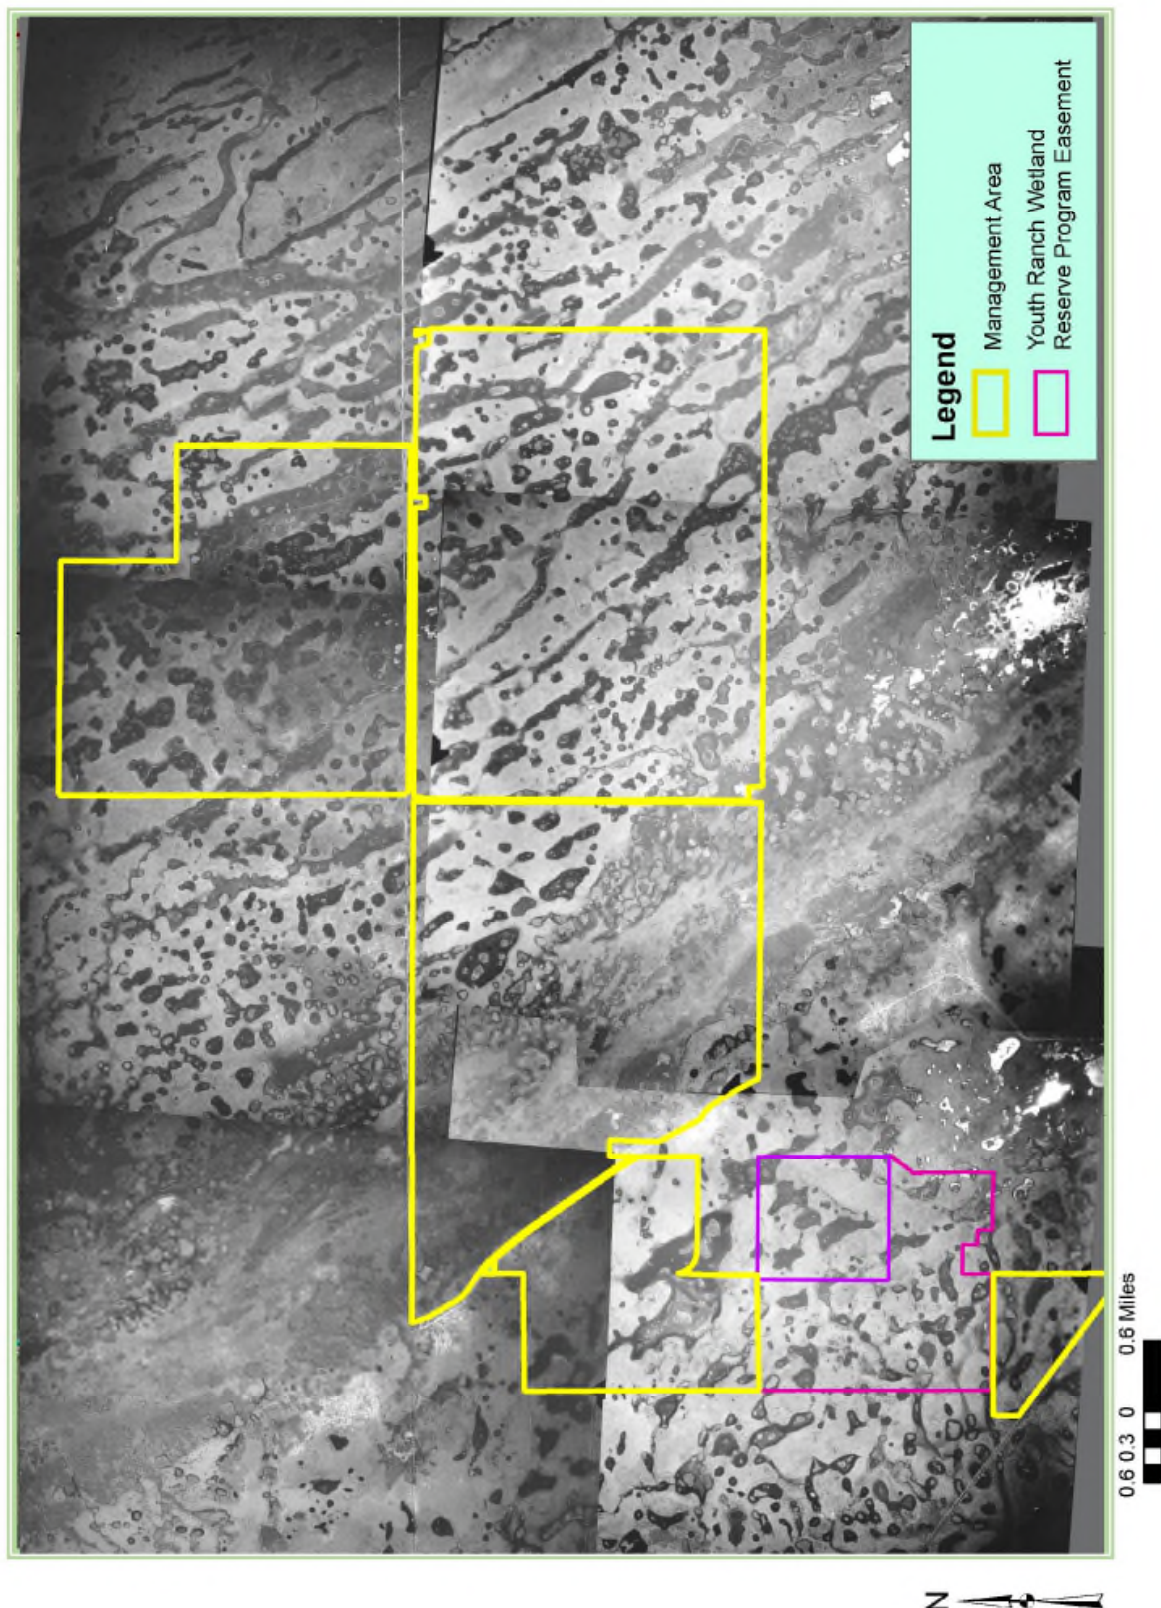 Legend
Management Area
Youth Ranch Wetland
Reserve Program Easement
0.6 0.3 0 0.6 Miles
N